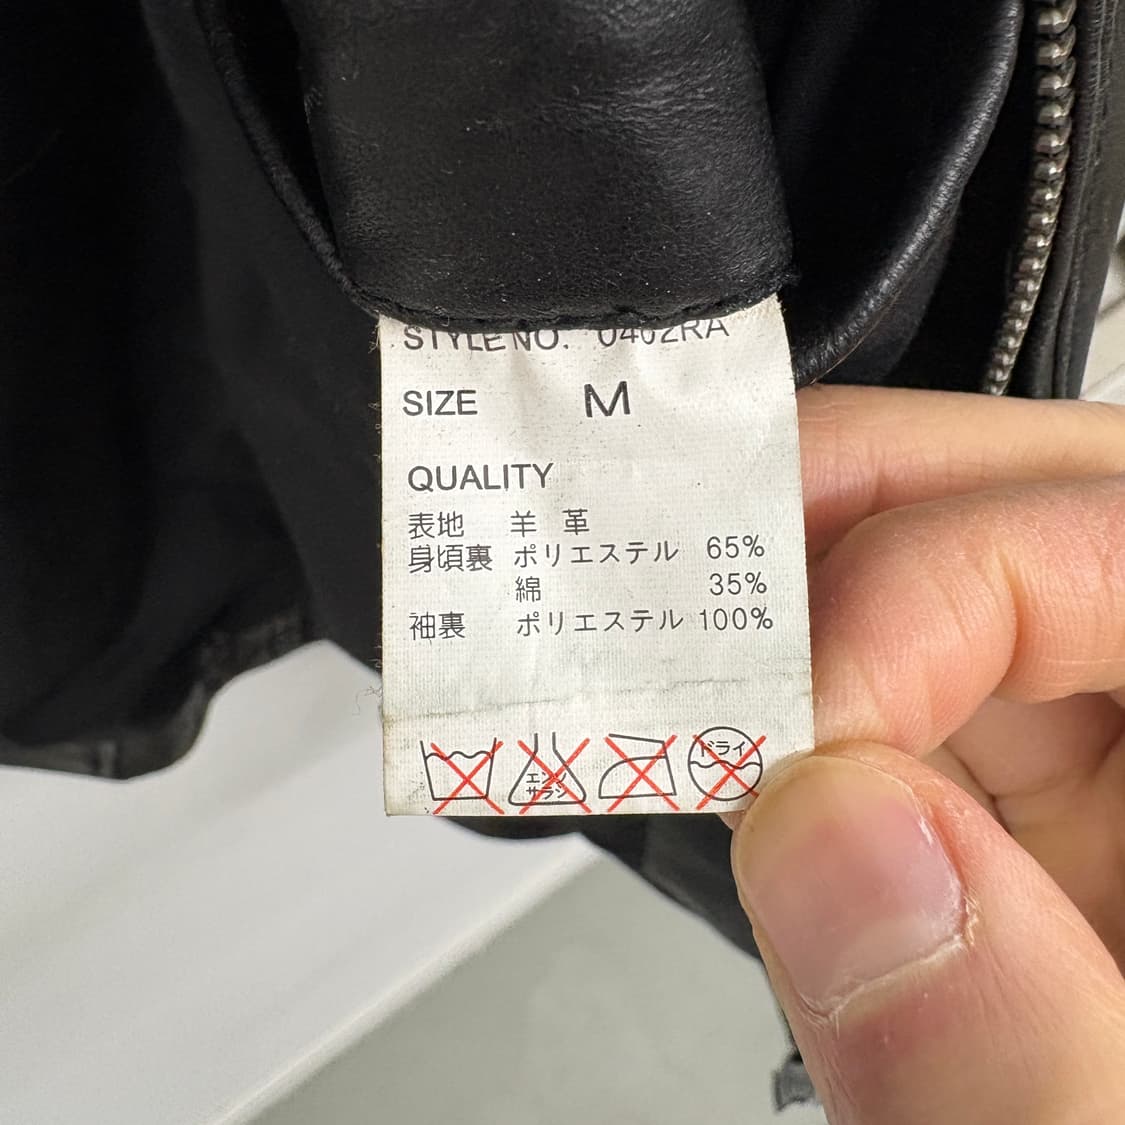 STYLE NO. 0402RA
SIZE M
QUALITY
表地 羊 革
身頃裏 ポリエステル 65%
綿 35%
袖裏 ポリエステル 100%
エンソ サラシ
ドライ